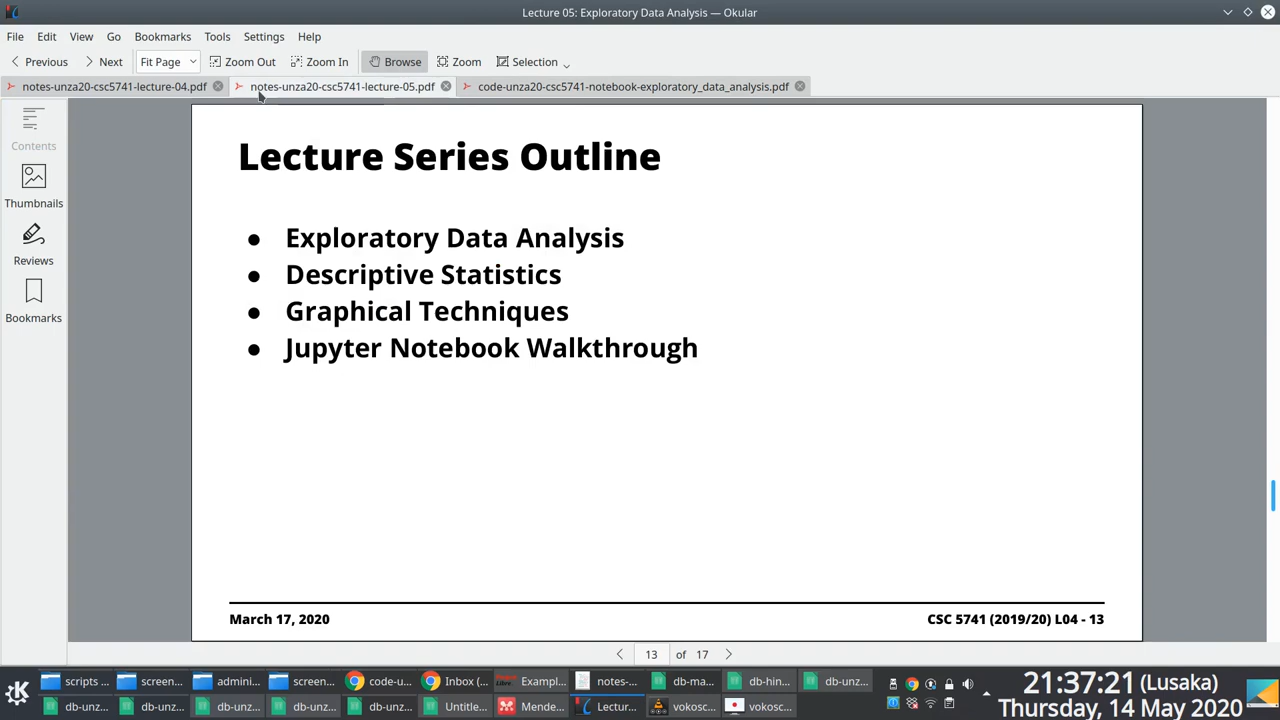 Lecture 05: Exploratory Data Analysis — Okular
File Edit View Go Bookmarks Tools Settings Help
Previous Next Fit Page Zoom Out Zoom In Browse Zoom Selection
notes-unza20-csc5741-lecture-04.pdf notes-unza20-csc5741-lecture-05.pdf code-unza20-csc5741-notebook-exploratory_data_analysis.pdf
Contents
Thumbnails
Reviews
Bookmarks
Lecture Series Outline
● Exploratory Data Analysis
● Descriptive Statistics
● Graphical Techniques
● Jupyter Notebook Walkthrough
March 17, 2020 CSC 5741 (2019/20) L04 - 13
13 of 17
scripts ... screen... admini... screen... code-u... Inbox (... Exampl... notes-... db-ma... db-hin... db-unz...
db-unz... db-unz... db-unz... db-unz... db-unz... Untitle... Mende... Lectur... vokosc... vokosc...
21:37:21 (Lusaka)
Thursday, 14 May 2020